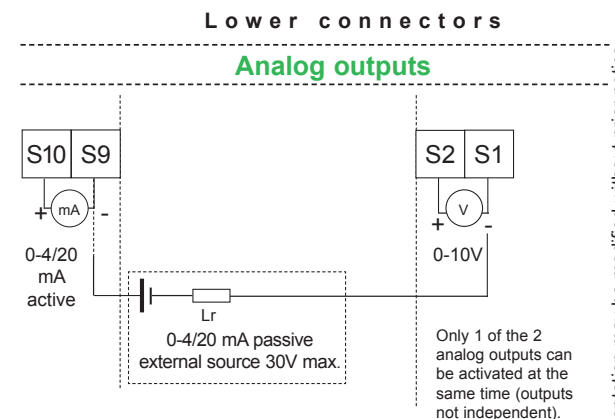 Lower connectors
Analog outputs
S10 S9
S2 S1
+ mA -
+ V -
0-4/20
mA
active
0-10V
Lr
0-4/20 mA passive
external source 30V max.
Only 1 of the 2
analog outputs can
be activated at the
same time (outputs
not independent).